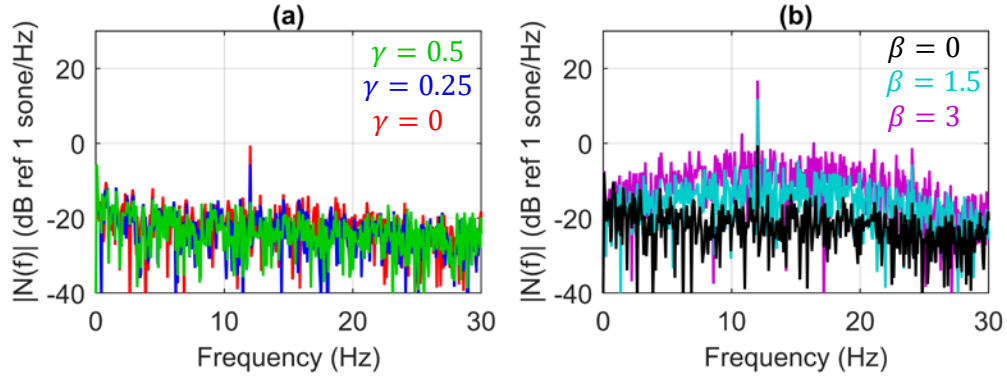 (a)
|N(f)| (dB ref 1 sone/Hz)
20
0
-20
-40
γ = 0.5
γ = 0.25
γ = 0
0
10
20
30
Frequency (Hz)
(b)
|N(f)| (dB ref 1 sone/Hz)
20
0
-20
-40
β = 0
β = 1.5
β = 3
0
10
20
30
Frequency (Hz)